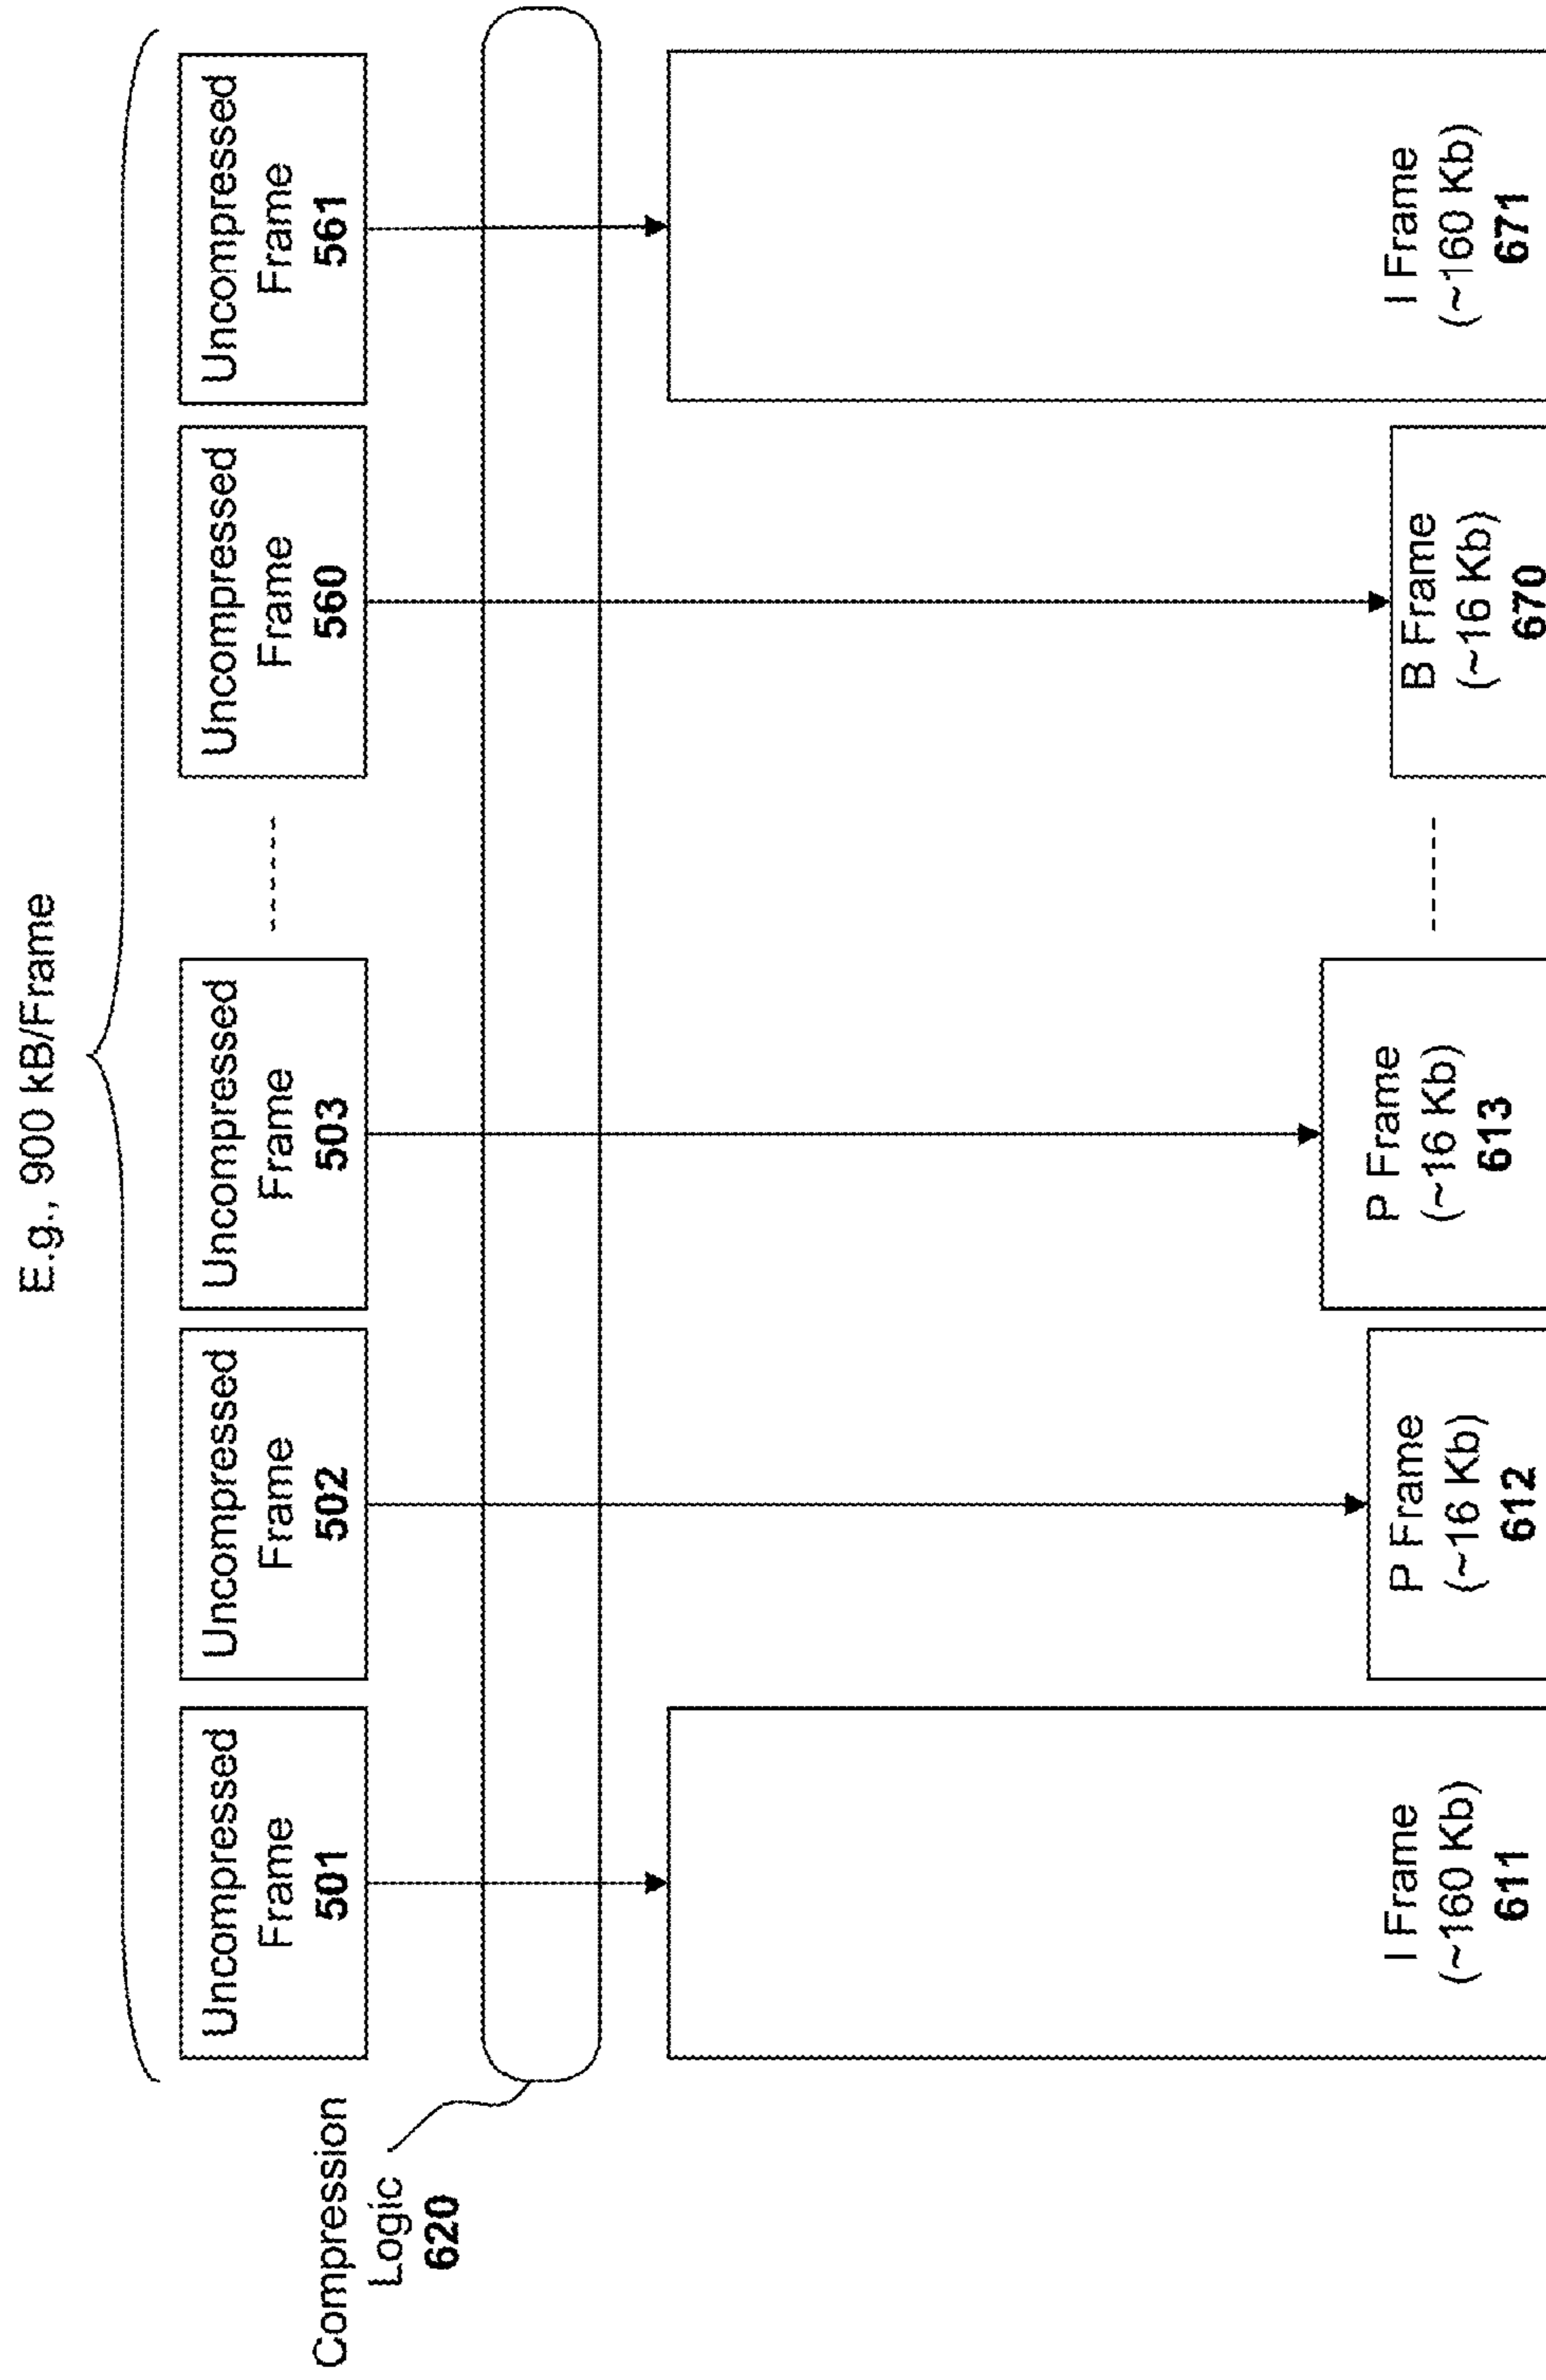 E.g., 900 kB/Frame
Uncompressed
Frame
501
Uncompressed
Frame
502
Uncompressed
Frame
503
Uncompressed
Frame
560
Uncompressed
Frame
561
Compression
Logic
620
I Frame
(~160 Kb)
611
P Frame
(~16 Kb)
612
P Frame
(~16 Kb)
613
B Frame
(~16 Kb)
670
I Frame
(~160 Kb)
671